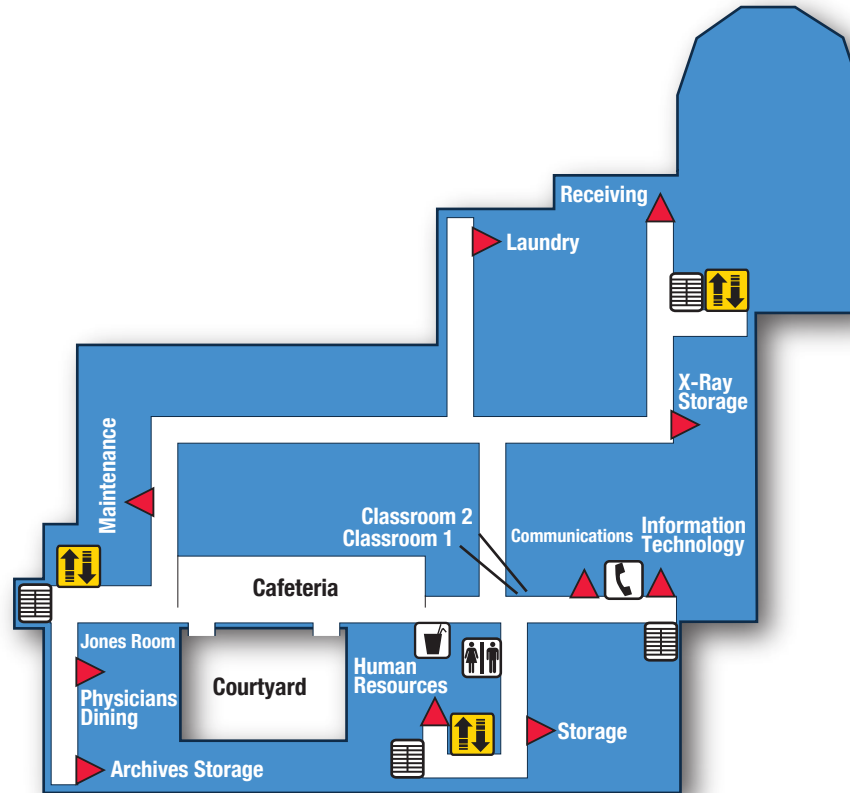 Receiving
Laundry
X-Ray
Storage
Maintenance
Classroom 2
Classroom 1
Communications
Information
Technology
Cafeteria
Jones Room
Physicians
Dining
Courtyard
Human
Resources
Storage
Archives Storage